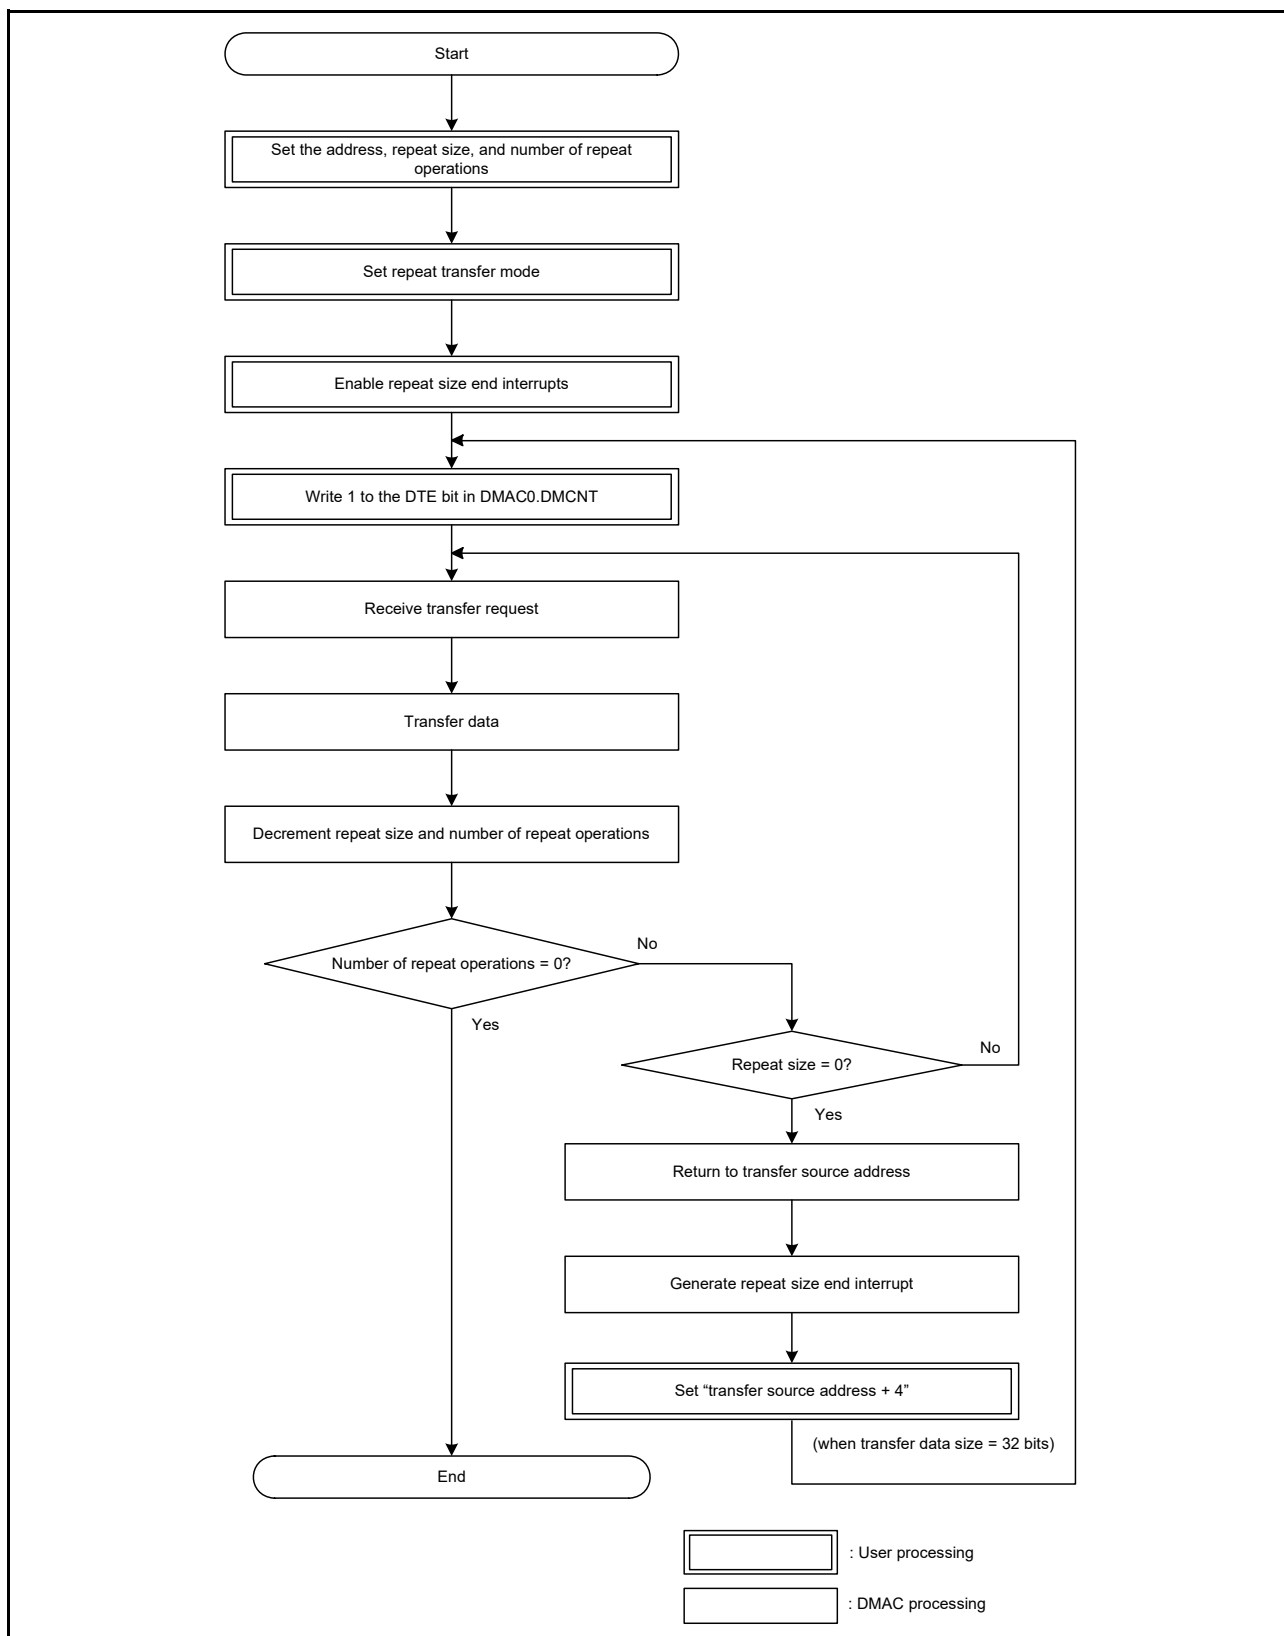 Start
Set the address, repeat size, and number of repeat
operations
Set repeat transfer mode
Enable repeat size end interrupts
Write 1 to the DTE bit in DMAC0.DMCNT
Receive transfer request
Transfer data
Decrement repeat size and number of repeat operations
Number of repeat operations = 0?
No
Yes
Repeat size = 0?
No
Yes
Return to transfer source address
Generate repeat size end interrupt
Set “transfer source address + 4”
(when transfer data size = 32 bits)
End
: User processing
: DMAC processing